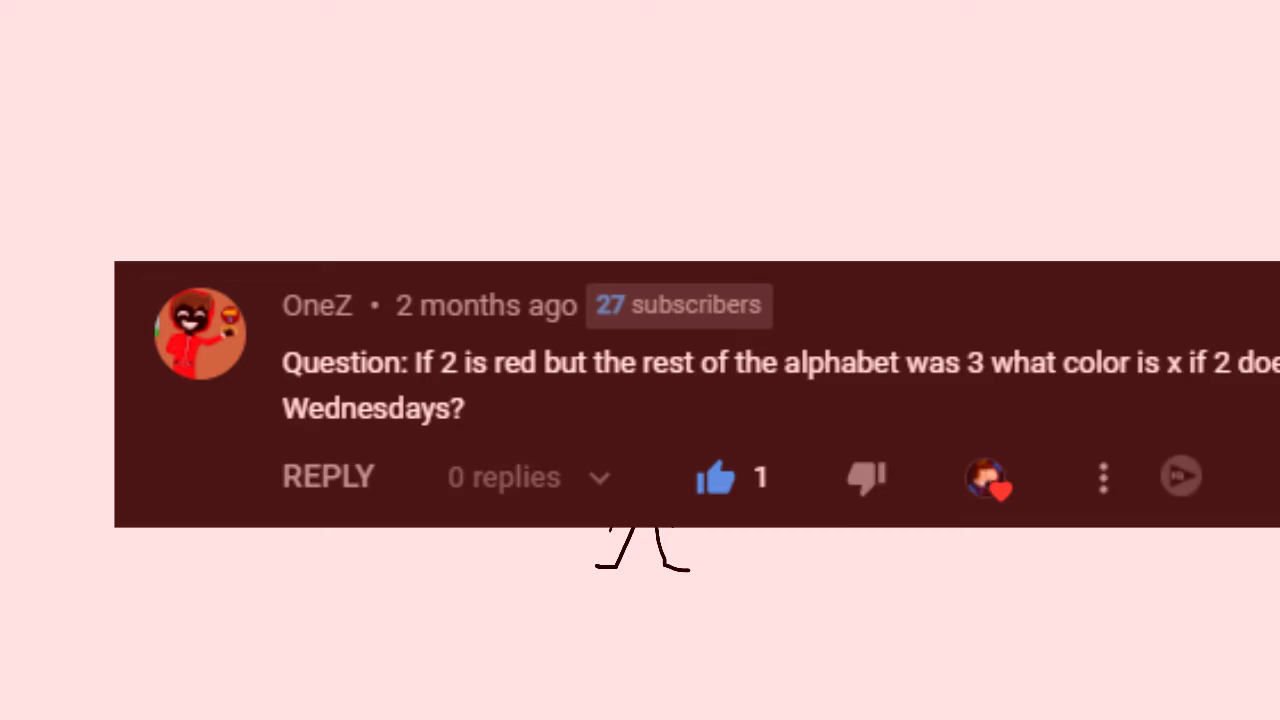 OneZ • 2 months ago 27 subscribers
Question: If 2 is red but the rest of the alphabet was 3 what color is x if 2
Wednesdays?
REPLY 0 replies 1